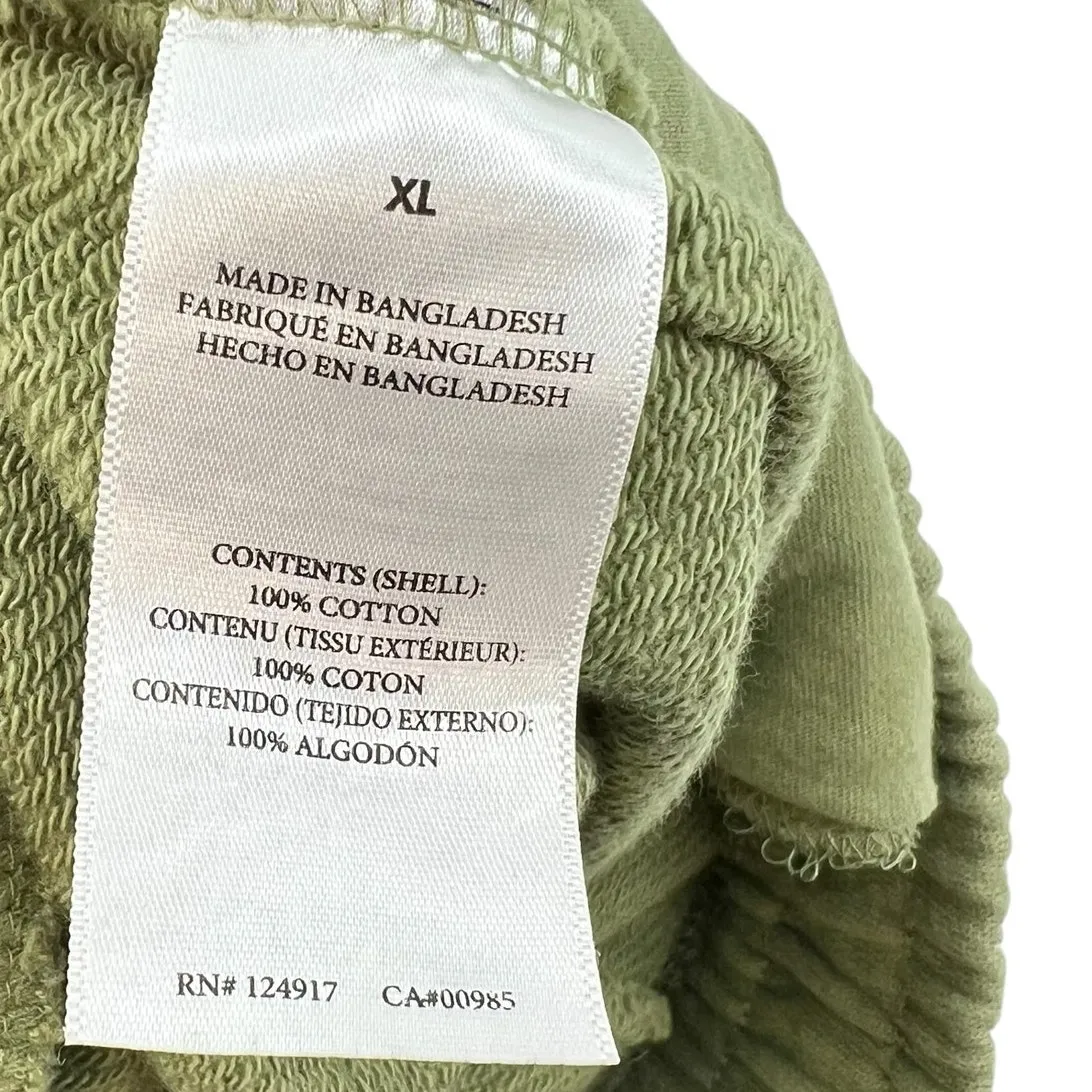 XL
MADE IN BANGLADESH
FABRIQUÉ EN BANGLADESH
HECHO EN BANGLADESH
CONTENTS (SHELL):
100% COTTON
CONTENU (TISSU EXTÉRIEUR):
100% COTON
CONTENIDO (TEJIDO EXTERNO):
100% ALGODÓN
RN# 124917 CA#00985